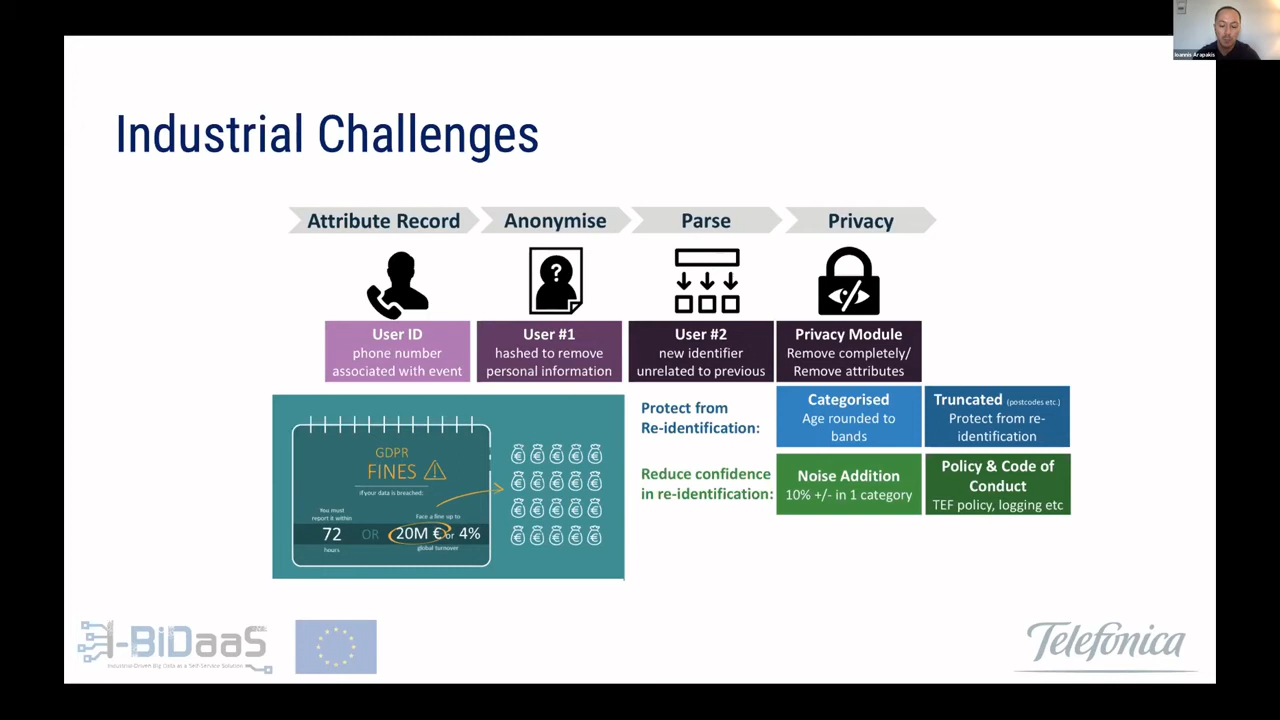 Ioannis Arapakis
Industrial Challenges
Attribute Record
Anonymise
Parse
Privacy
?
User ID
phone number
associated with event
User #1
hashed to remove
personal information
User #2
new identifier
unrelated to previous
Privacy Module
Remove completely/
Remove attributes
Protect from
Re-identification:
Categorised
Age rounded to
bands
Truncated (postcodes etc.)
Protect from re-
identification
Reduce confidence
in re-identification:
Noise Addition
10% +/- in 1 category
Policy & Code of
Conduct
TEF policy, logging etc
GDPR
FINES
if your data is breached:
You must
report it within
72
hours
OR
Face a fine up to
20M € or 4%
global turnover
I-BiDaaS
Industrial-Driven Big Data as a Self-Service Solution
Telefónica